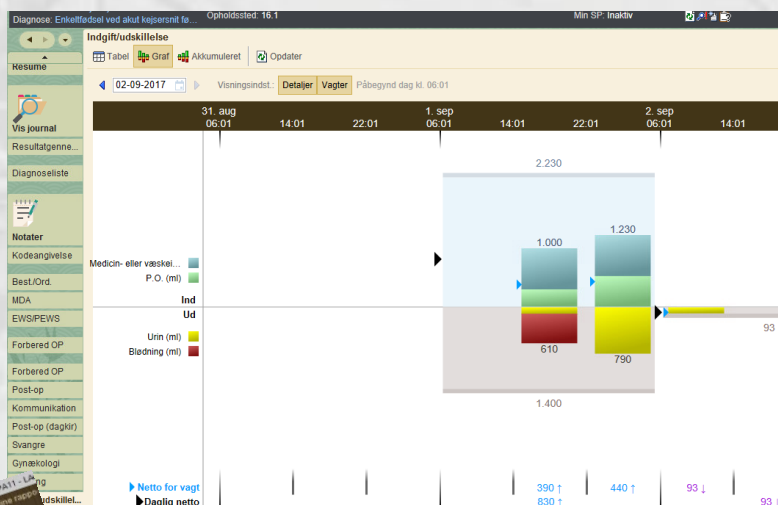 Diagnose: Enkeltfødsel ved akut kejsersnit fø...
Opholdssted: 16.1
Min SP: Inaktiv
Indgift/udskillelse
Tabel Graf Akkumuleret Opdater
02-09-2017 Visningsindst.: Detaljer Vagter Påbegynd dag kl. 06:01
Resume
Vis journal
Resultatgenne...
Diagnoseliste
Notater
Kodeangivelse
Best./Ord.
MDA
EWS/PEWS
Forbered OP
Forbered OP
Post-op
Kommunikation
Post-op (dagkir)
Svangre
Gynækologi
31. aug 1. sep 2. sep
06:01 14:01 22:01 06:01 14:01 22:01 06:01 14:01
2.230
1.230
1.000
Medicin- eller væskei...
P.O. (ml)
Ind
Ud
Urin (ml)
Blødning (ml)
93
610
790
1.400
Netto for vagt 390 ↑ 440 ↑ 93 ↓
Daglig netto 830 ↑ 93